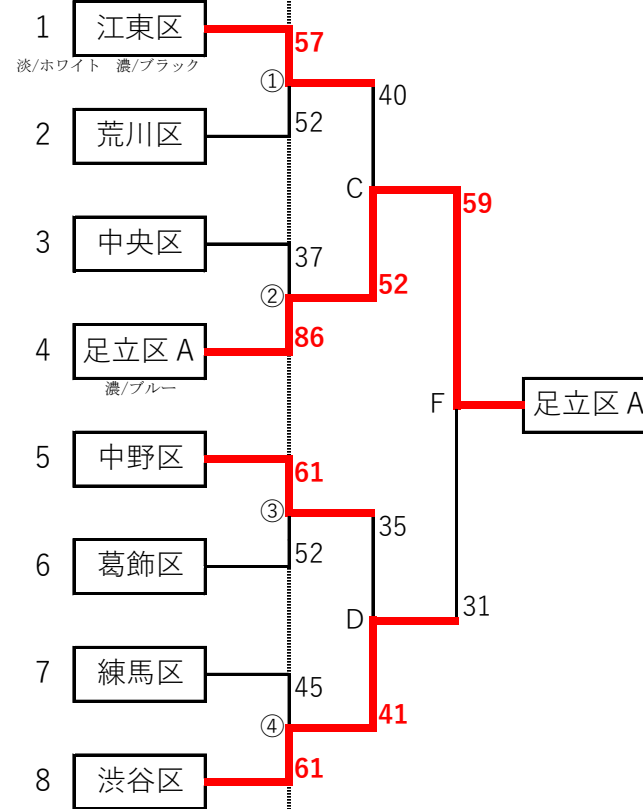 1 江東区
57
淡/ホワイト 濃/ブラック
①
40
2 荒川区
52
C
59
3 中央区
37
②
52
4 足立区 A
86
濃/ブルー
F
足立区 A
5 中野区
61
③
35
6 葛飾区
52
D
31
7 練馬区
45
④
41
8 渋谷区
61